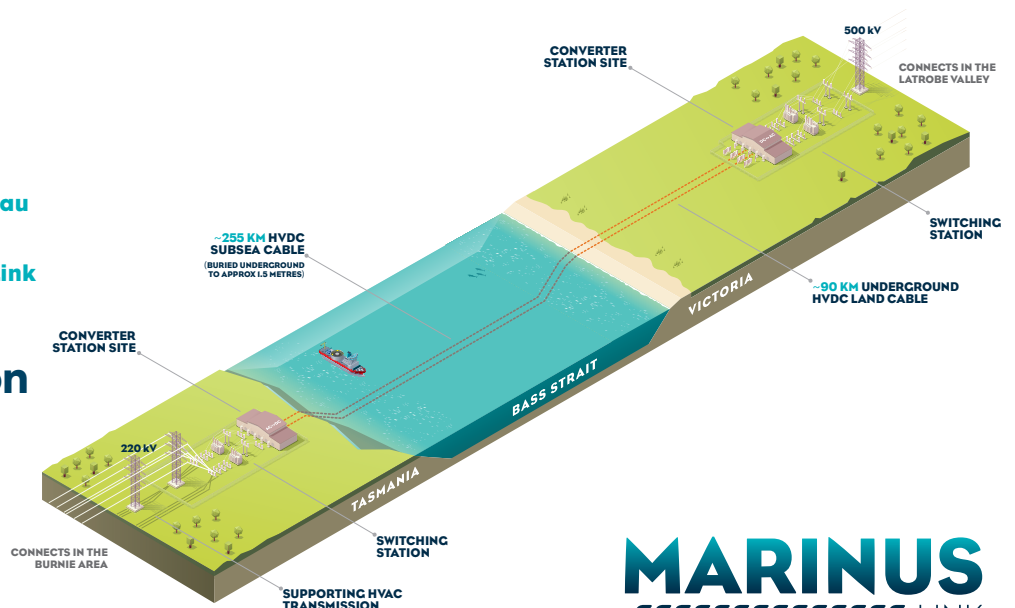 500 kV
CONVERTER
STATION SITE
CONNECTS IN THE
LATROBE VALLEY
au
SWITCHING
STATION
~255 KM HVDC
SUBSEA CABLE
(BURIED UNDERGROUND
TO APPROX 1.5 METRES)
ink
~90 KM UNDERGROUND
HVDC LAND CABLE
VICTORIA
CONVERTER
STATION SITE
on
BASS STRAIT
220 kV
TASMANIA
SWITCHING
STATION
CONNECTS IN THE
BURNIE AREA
SUPPORTING HVAC
TRANSMISSION
MARINUS
LINK